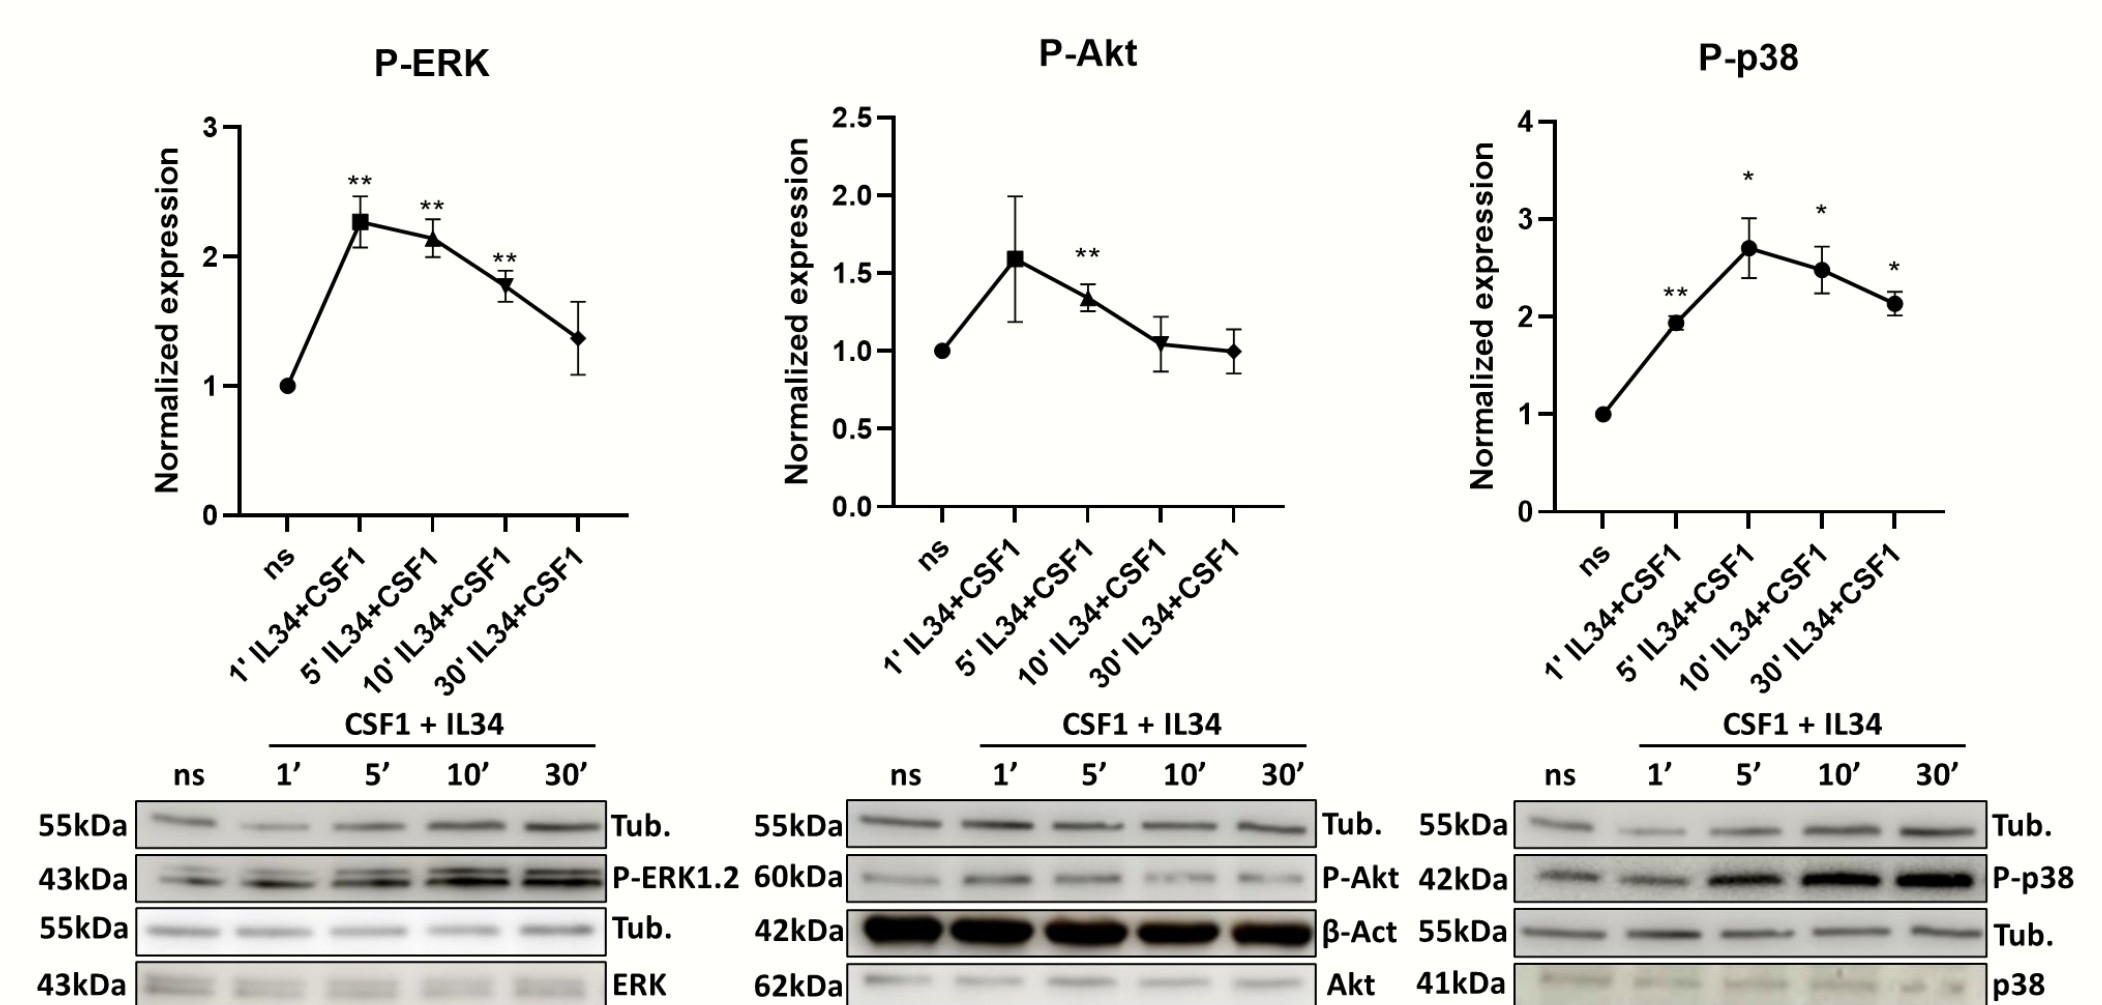 P-ERK
P-Akt
P-p38
Normalized expression
3
2
1
0
**
**
**
ns
1' IL34+CSF1
5' IL34+CSF1
10' IL34+CSF1
30' IL34+CSF1
Normalized expression
2.5
2.0
1.5
1.0
0.5
0.0
**
ns
1' IL34+CSF1
5' IL34+CSF1
10' IL34+CSF1
30' IL34+CSF1
Normalized expression
4
3
2
1
0
**
*
*
*
ns
1' IL34+CSF1
5' IL34+CSF1
10' IL34+CSF1
30' IL34+CSF1
CSF1 + IL34
ns 1’ 5’ 10’ 30’
55kDa Tub.
43kDa P-ERK1.2
55kDa Tub.
43kDa ERK
CSF1 + IL34
ns 1’ 5’ 10’ 30’
55kDa Tub.
60kDa P-Akt
42kDa β-Act
62kDa Akt
CSF1 + IL34
ns 1’ 5’ 10’ 30’
55kDa Tub.
42kDa P-p38
55kDa Tub.
41kDa p38